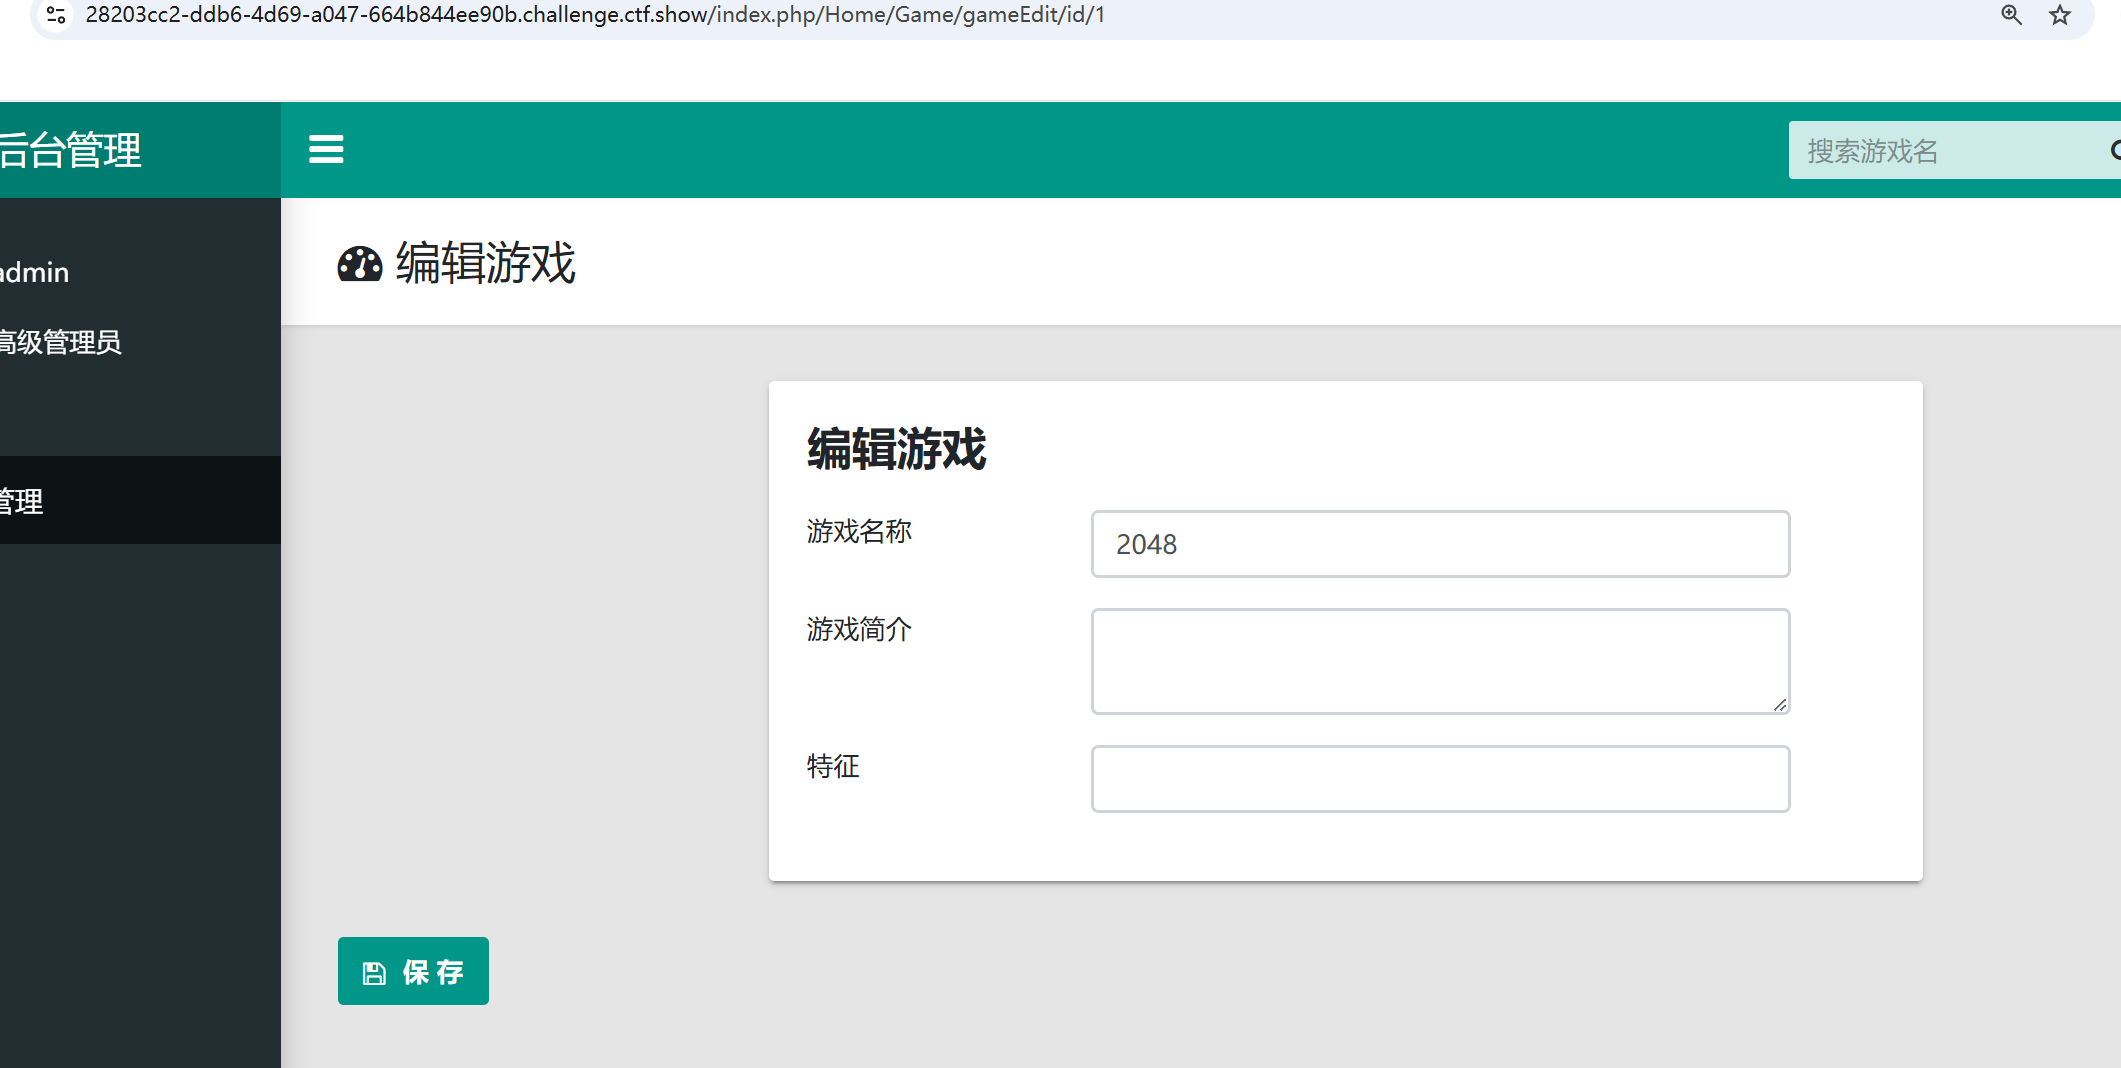 28203cc2-ddb6-4d69-a047-664b844ee90b.challenge.ctf.show/index.php/Home/Game/gameEdit/id/1
后台管理
搜索游戏名
admin
高级管理员
管理
编辑游戏
编辑游戏
游戏名称
2048
游戏简介
特征
保 存